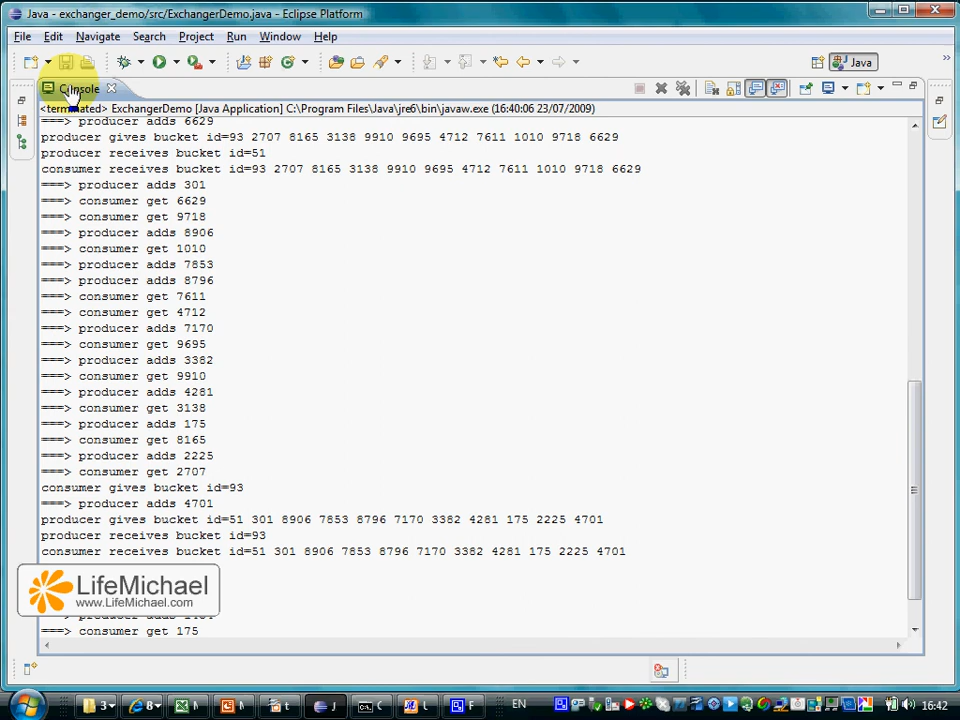 Java - exchanger_demo/src/ExchangerDemo.java - Eclipse Platform
File Edit Navigate Search Project Run Window Help
Java
Console
<terminated> ExchangerDemo [Java Application] C:\Program Files\Java\jre6\bin\javaw.exe (16:40:06 23/07/2009)
===> producer adds 6629
producer gives bucket id=93 2707 8165 3138 9910 9695 4712 7611 1010 9718 6629
producer receives bucket id=51
consumer receives bucket id=93 2707 8165 3138 9910 9695 4712 7611 1010 9718 6629
===> producer adds 301
===> consumer get 6629
===> consumer get 9718
===> producer adds 8906
===> consumer get 1010
===> producer adds 7853
===> producer adds 8796
===> consumer get 7611
===> consumer get 4712
===> producer adds 7170
===> consumer get 9695
===> producer adds 3382
===> consumer get 9910
===> producer adds 4281
===> consumer get 3138
===> producer adds 175
===> consumer get 8165
===> producer adds 2225
===> consumer get 2707
consumer gives bucket id=93
===> producer adds 4701
producer gives bucket id=51 301 8906 7853 8796 7170 3382 4281 175 2225 4701
producer receives bucket id=93
consumer receives bucket id=51 301 8906 7853 8796 7170 3382 4281 175 2225 4701
LifeMichael
www.LifeMichael.com
===> consumer get 175
3 8 EN 16:42